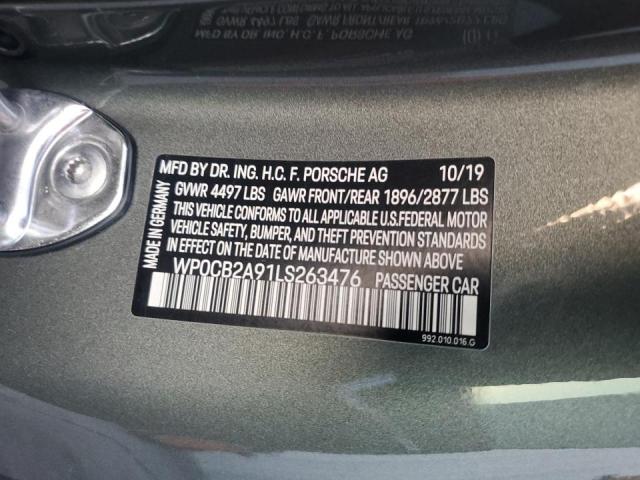 MFD BY DR. ING. H.C. F. PORSCHE AG 10/19
GVWR 4497 LBS GAWR FRONT/REAR 1896/2877 LBS
THIS VEHICLE CONFORMS TO ALL APPLICABLE U.S. FEDERAL MOTOR
VEHICLE SAFETY, BUMPER, AND THEFT PREVENTION STANDARDS
IN EFFECT ON THE DATE OF MANUFACTURE SHOWN ABOVE.
MADE IN GERMANY
WP0CB2A91LS263476 PASSENGER CAR
992.010.016.G